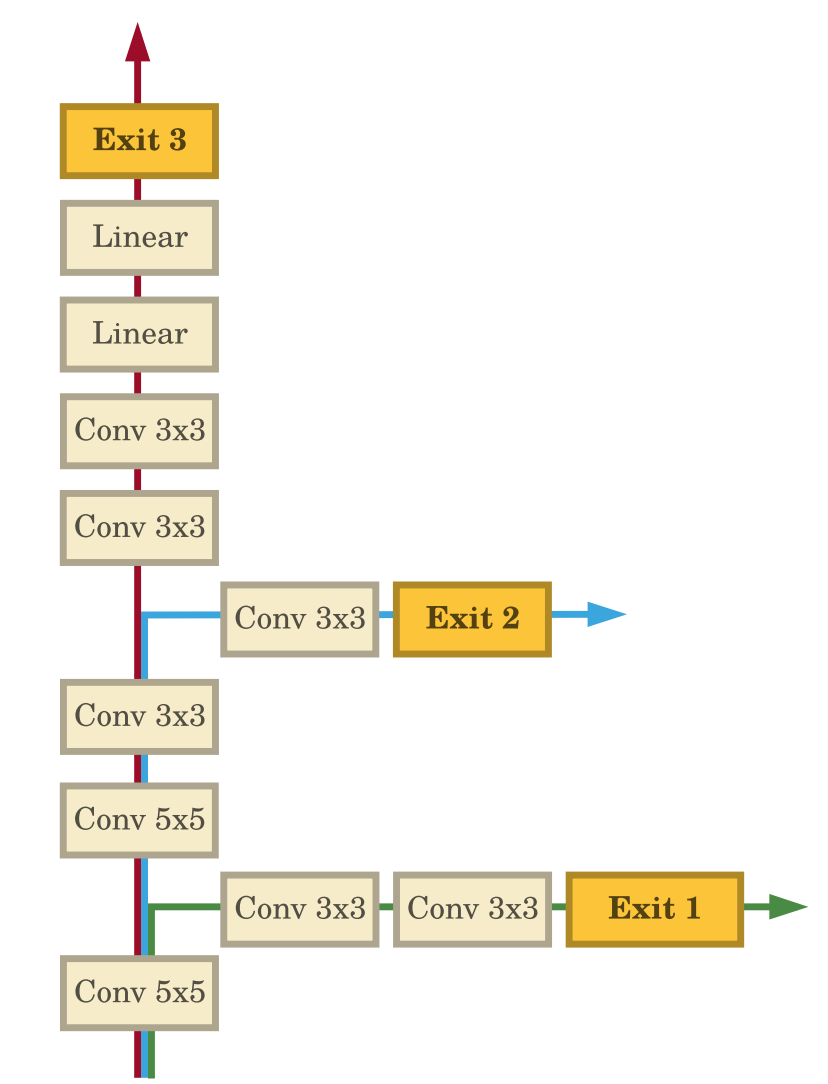 Exit 3
Linear
Linear
Conv 3x3
Conv 3x3
Conv 3x3 Exit 2
Conv 3x3
Conv 5x5
Conv 3x3 Conv 3x3 Exit 1
Conv 5x5